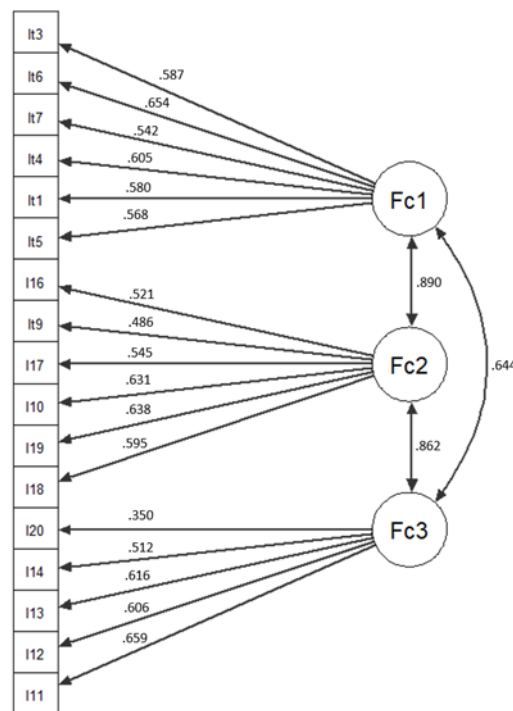 It3
.587
It6
.654
It7
.542
It4
.605
It1
.580
It5
.568
Fc1
I16
.521
It9
.486
I17
.545
I10
.631
I19
.638
I18
.595
Fc2
.890
.644
.862
I20
.350
I14
.512
I13
.616
I12
.606
I11
.659
Fc3